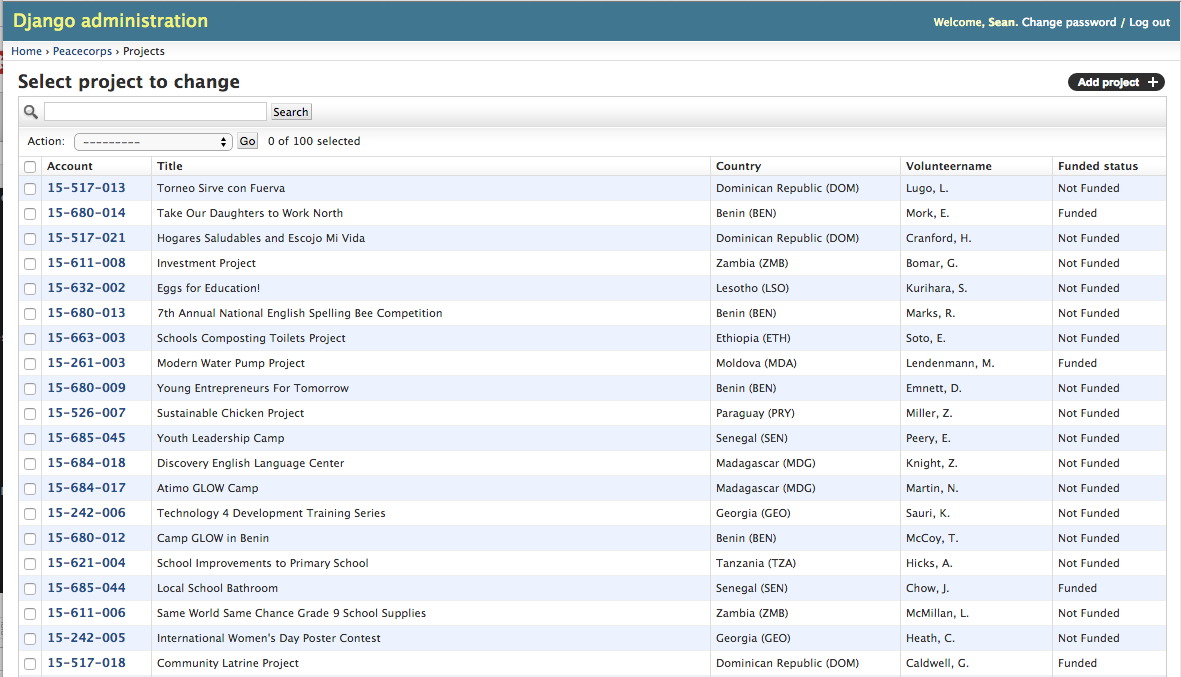 Django administration
Welcome, Sean. Change password / Log out
Home › Peacecorps › Projects
Select project to change
Add project +
Search
Action: --------- Go 0 of 100 selected
Account Title Country Volunteername Funded status
15-517-013 Torneo Sirve con Fuerva Dominican Republic (DOM) Lugo, L. Not Funded
15-680-014 Take Our Daughters to Work North Benin (BEN) Mork, E. Funded
15-517-021 Hogares Saludables and Escojo Mi Vida Dominican Republic (DOM) Cranford, H. Not Funded
15-611-008 Investment Project Zambia (ZMB) Bomar, G. Not Funded
15-632-002 Eggs for Education! Lesotho (LSO) Kurihara, S. Not Funded
15-680-013 7th Annual National English Spelling Bee Competition Benin (BEN) Marks, R. Not Funded
15-663-003 Schools Composting Toilets Project Ethiopia (ETH) Soto, E. Not Funded
15-261-003 Modern Water Pump Project Moldova (MDA) Lendenmann, M. Funded
15-680-009 Young Entrepreneurs For Tomorrow Benin (BEN) Emnett, D. Not Funded
15-526-007 Sustainable Chicken Project Paraguay (PRY) Miller, Z. Not Funded
15-685-045 Youth Leadership Camp Senegal (SEN) Peery, E. Not Funded
15-684-018 Discovery English Language Center Madagascar (MDG) Knight, Z. Not Funded
15-684-017 Atimo GLOW Camp Madagascar (MDG) Martin, N. Not Funded
15-242-006 Technology 4 Development Training Series Georgia (GEO) Sauri, K. Not Funded
15-680-012 Camp GLOW in Benin Benin (BEN) McCoy, T. Not Funded
15-621-004 School Improvements to Primary School Tanzania (TZA) Hicks, A. Not Funded
15-685-044 Local School Bathroom Senegal (SEN) Chow, J. Funded
15-611-006 Same World Same Chance Grade 9 School Supplies Zambia (ZMB) McMillan, L. Not Funded
15-242-005 International Women's Day Poster Contest Georgia (GEO) Heath, C. Not Funded
15-517-018 Community Latrine Project Dominican Republic (DOM) Caldwell, G. Funded